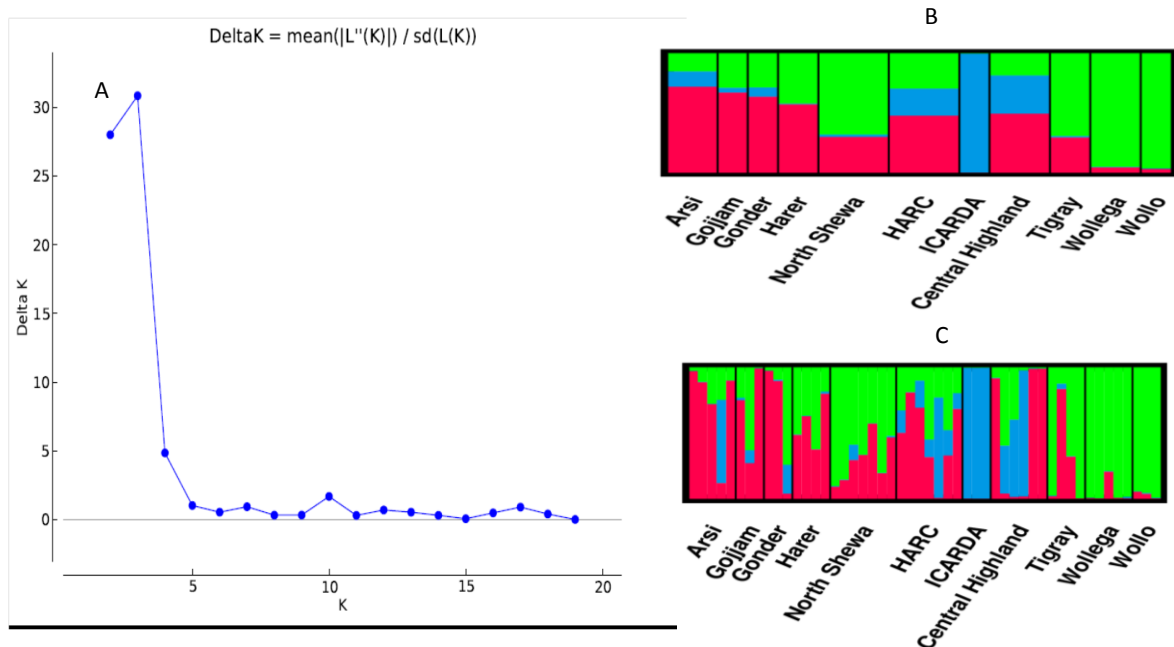 DeltaK = mean(|L''(K)|) / sd(L(K))
A
30
25
20
15
10
5
0
Delta K
5 10 15 20
K
B
Arsi
Gojjam
Gonder
Harer
North Shewa
HARC
ICARDA
Central Highland
Tigray
Wollega
Wollo
C
Arsi
Gojjam
Gonder
Harer
North Shewa
HARC
ICARDA
Central Highland
Tigray
Wollega
Wollo